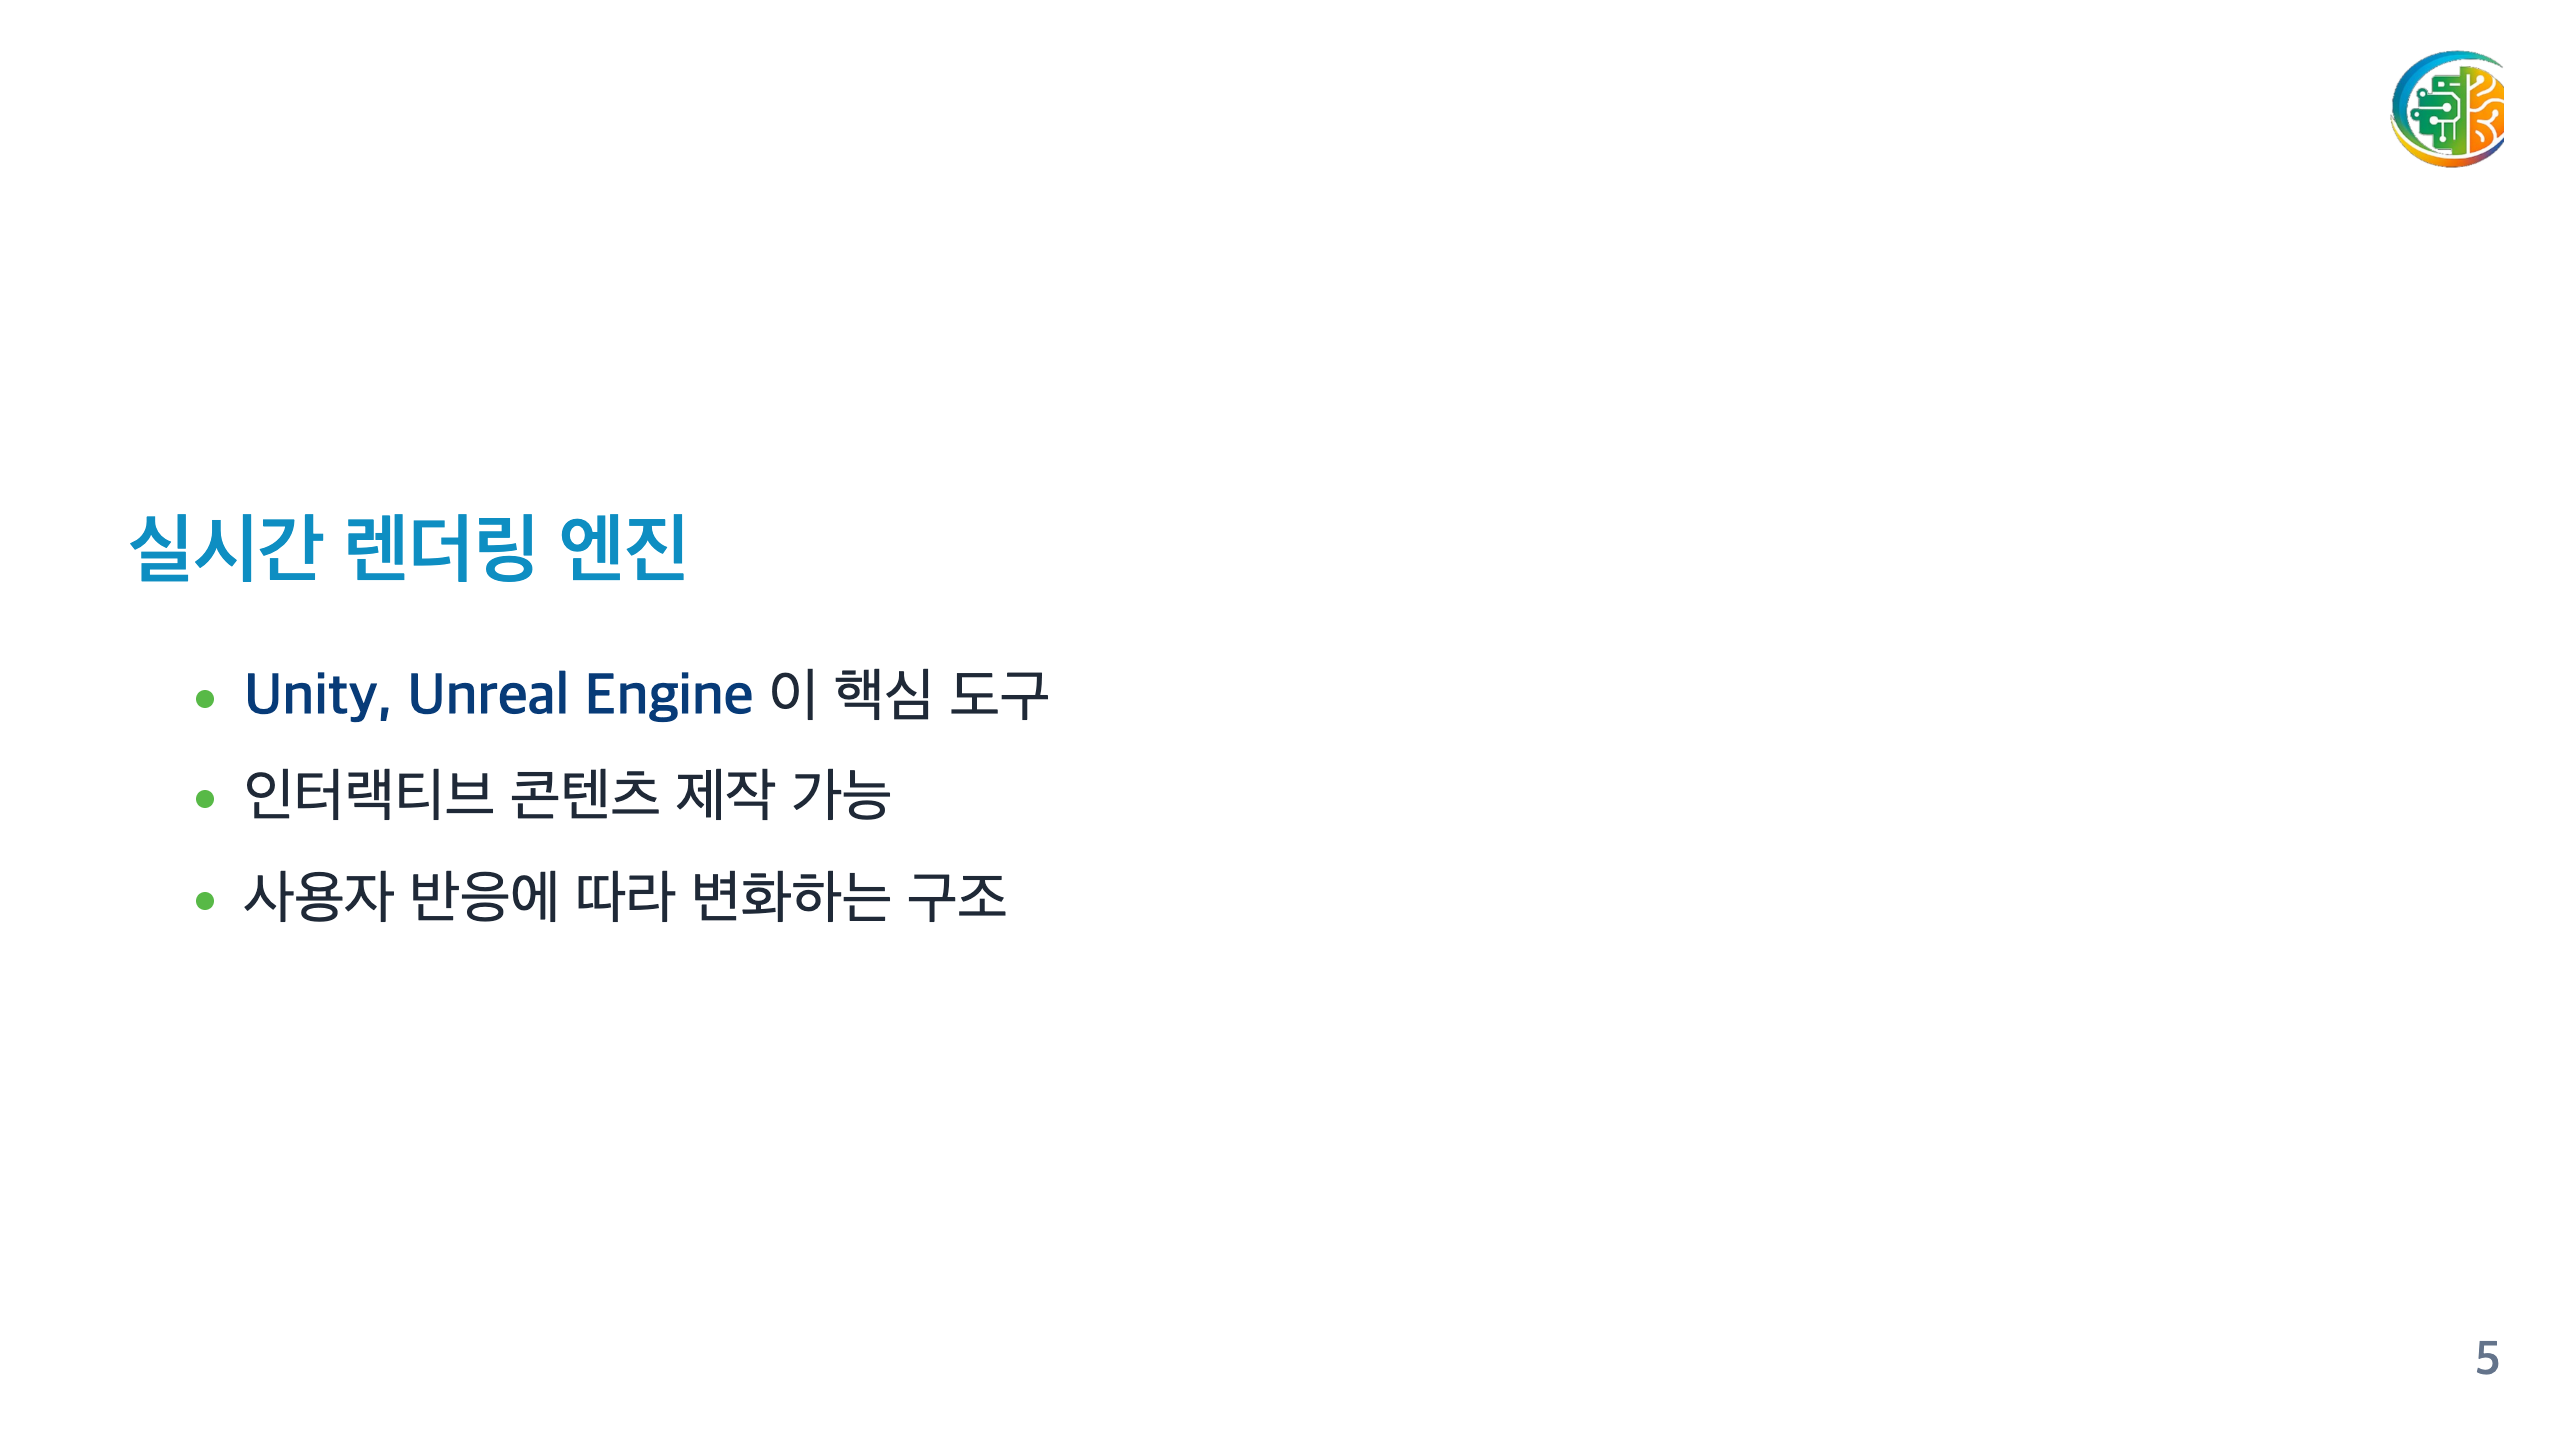 실시간 렌더링 엔진
• Unity, Unreal Engine 이 핵심 도구
• 인터랙티브 콘텐츠 제작 가능
• 사용자 반응에 따라 변화하는 구조
5